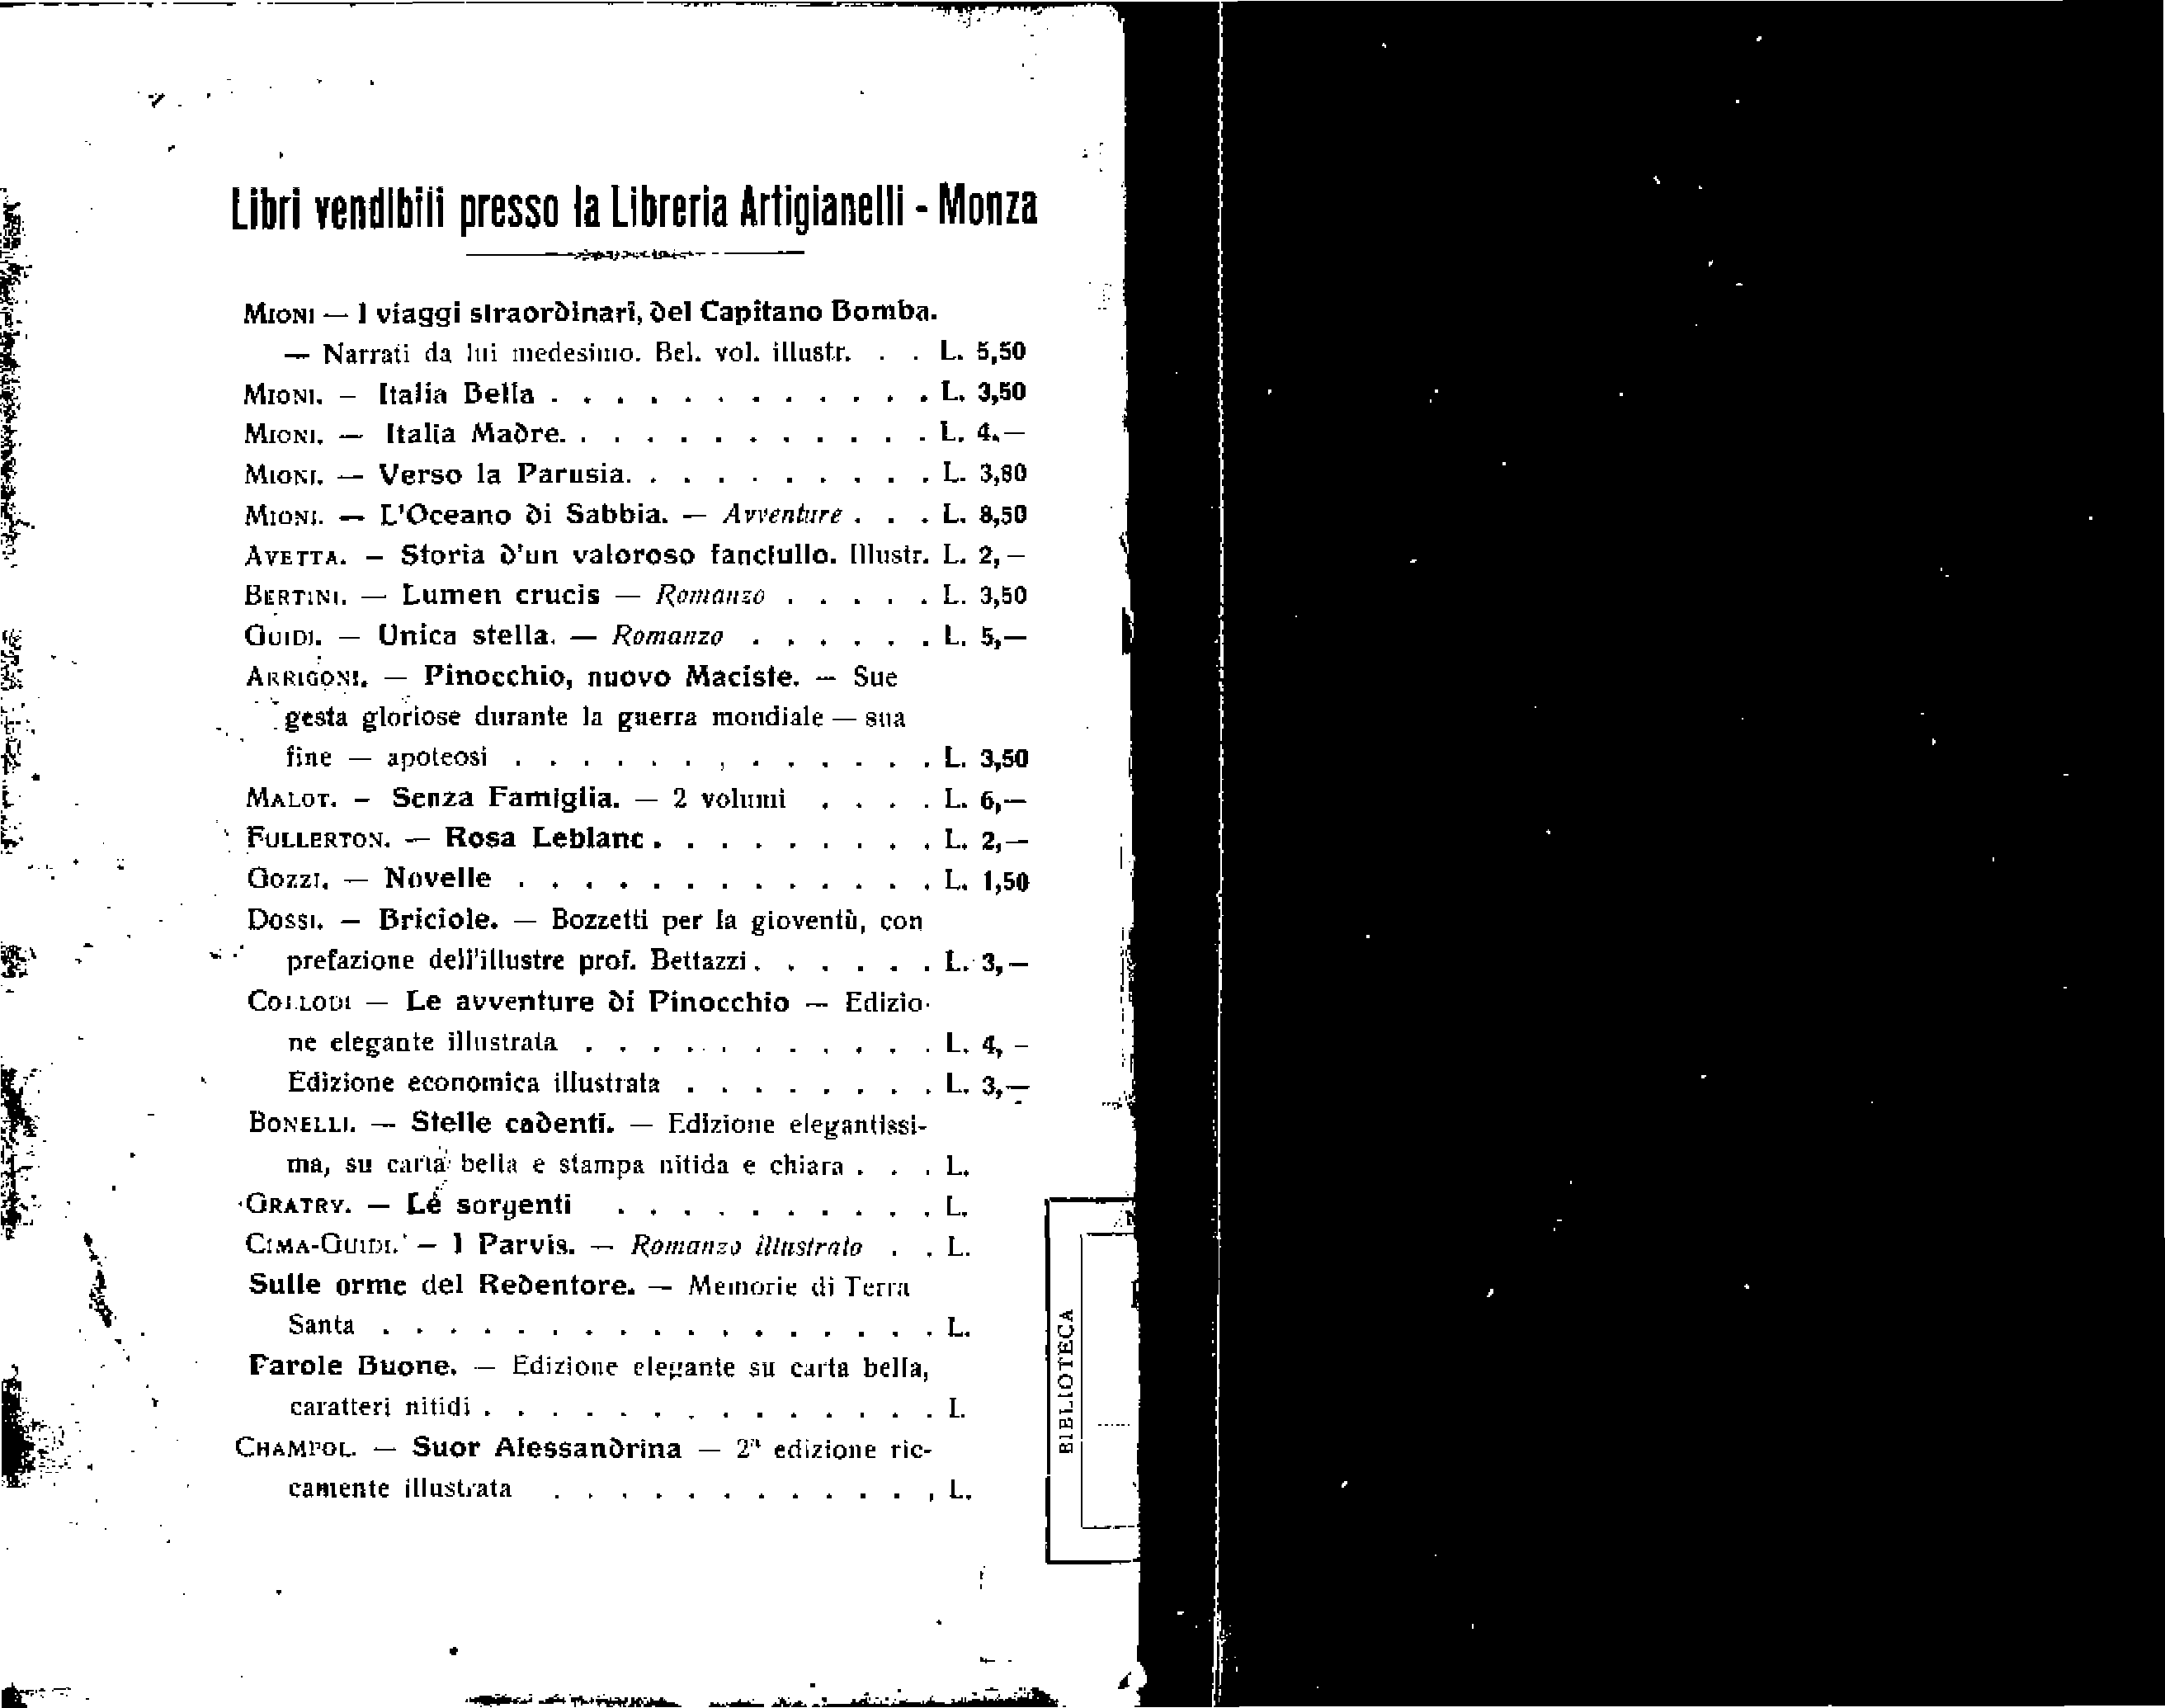 Libri vendibili presso la Libreria Artigianelli - Monza
MIONI — I viaggi straordinari, del Capitano Bomba.
— Narrati da lui medesimo. Bel. vol. illustr. . . L. 5,50
MIONI. — Italia Bella . . . . . . . . . . . . L. 3,50
MIONI. — Italia Madre. . . . . . . . . . . . L. 4.—
MIONI. — Verso la Parusia. . . . . . . . . . L. 3,80
MIONI. — L'Oceano di Sabbia. — Avventure . . . L. 8,50
AVETTA. — Storia d'un valoroso fanciullo. Illustr. L. 2,—
BERTINI. — Lumen crucis — Romanzo . . . . . L. 3,50
GUIDI. — Unica stella. — Romanzo . . . . . . L. 5,—
ARRIGONI. — Pinocchio, nuovo Maciste. — Sue
gesta gloriose durante la guerra mondiale — sua
fine — apoteosi . . . . . . . . . . . . . L. 3,50
MALOT. — Senza Famiglia. — 2 volumi . . . . L. 6,—
FULLERTON. — Rosa Leblanc . . . . . . . . . L. 2,—
GOZZI. — Novelle . . . . . . . . . . . . . L. 1,50
DOSSI. — Briciole. — Bozzetti per la gioventù, con
prefazione dell'illustre prof. Bettazzi . . . . . . L. 3,—
COLLODI — Le avventure di Pinocchio — Edizio-
ne elegante illustrata . . . . . . . . . . . L. 4, —
Edizione economica illustrata . . . . . . . . L. 3,—
BONELLI. — Stelle cadenti. — Edizione elegantissi-
ma, su carta bella e stampa nitida e chiara . . . L.
GRATRY. — Le sorgenti . . . . . . . . . . L.
CIMA-GUIDI. — I Parvis. — Romanzo illustrato . . L.
Sulle orme del Redentore. — Memorie di Terra
Santa . . . . . . . . . . . . . . . . . L.
Parole Buone. — Edizione elegante su carta bella,
caratteri nitidi . . . . . . . . . . . . . . L
CHAMPOL. — Suor Alessandrina — 2ª edizione ric-
camente illustrata . . . . . . . . . . . . L.
BIBLIOTECA